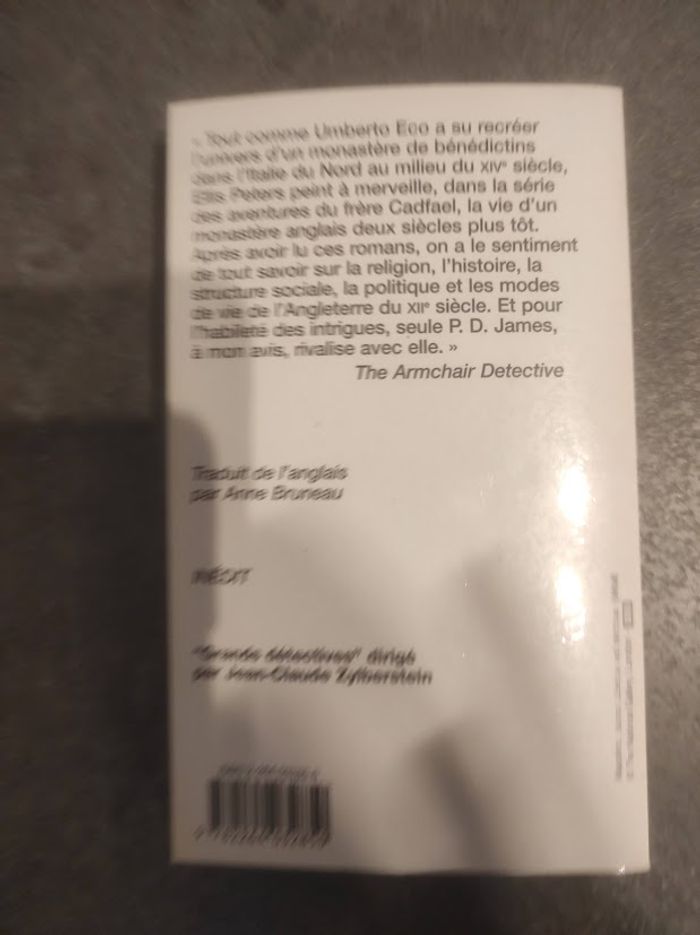 « Tout comme Umberto Eco a su recréer
l'univers d'un monastère de bénédictins
dans l'Italie du Nord au milieu du XIVe siècle,
Ellis Peters peint à merveille, dans la série
des aventures du frère Cadfael, la vie d'un
monastère anglais deux siècles plus tôt.
Après avoir lu ces romans, on a le sentiment
de tout savoir sur la religion, l'histoire, la
structure sociale, la politique et les modes
de vie de l'Angleterre du XIIe siècle. Et pour
l'habileté des intrigues, seule P. D. James,
à mon avis, rivalise avec elle. »
The Armchair Detective
Traduit de l'anglais
par Anne Bruneau
INÉDIT
"Grands détectives" dirigé
par Jean-Claude Zylberstein
© The National Gallery, London